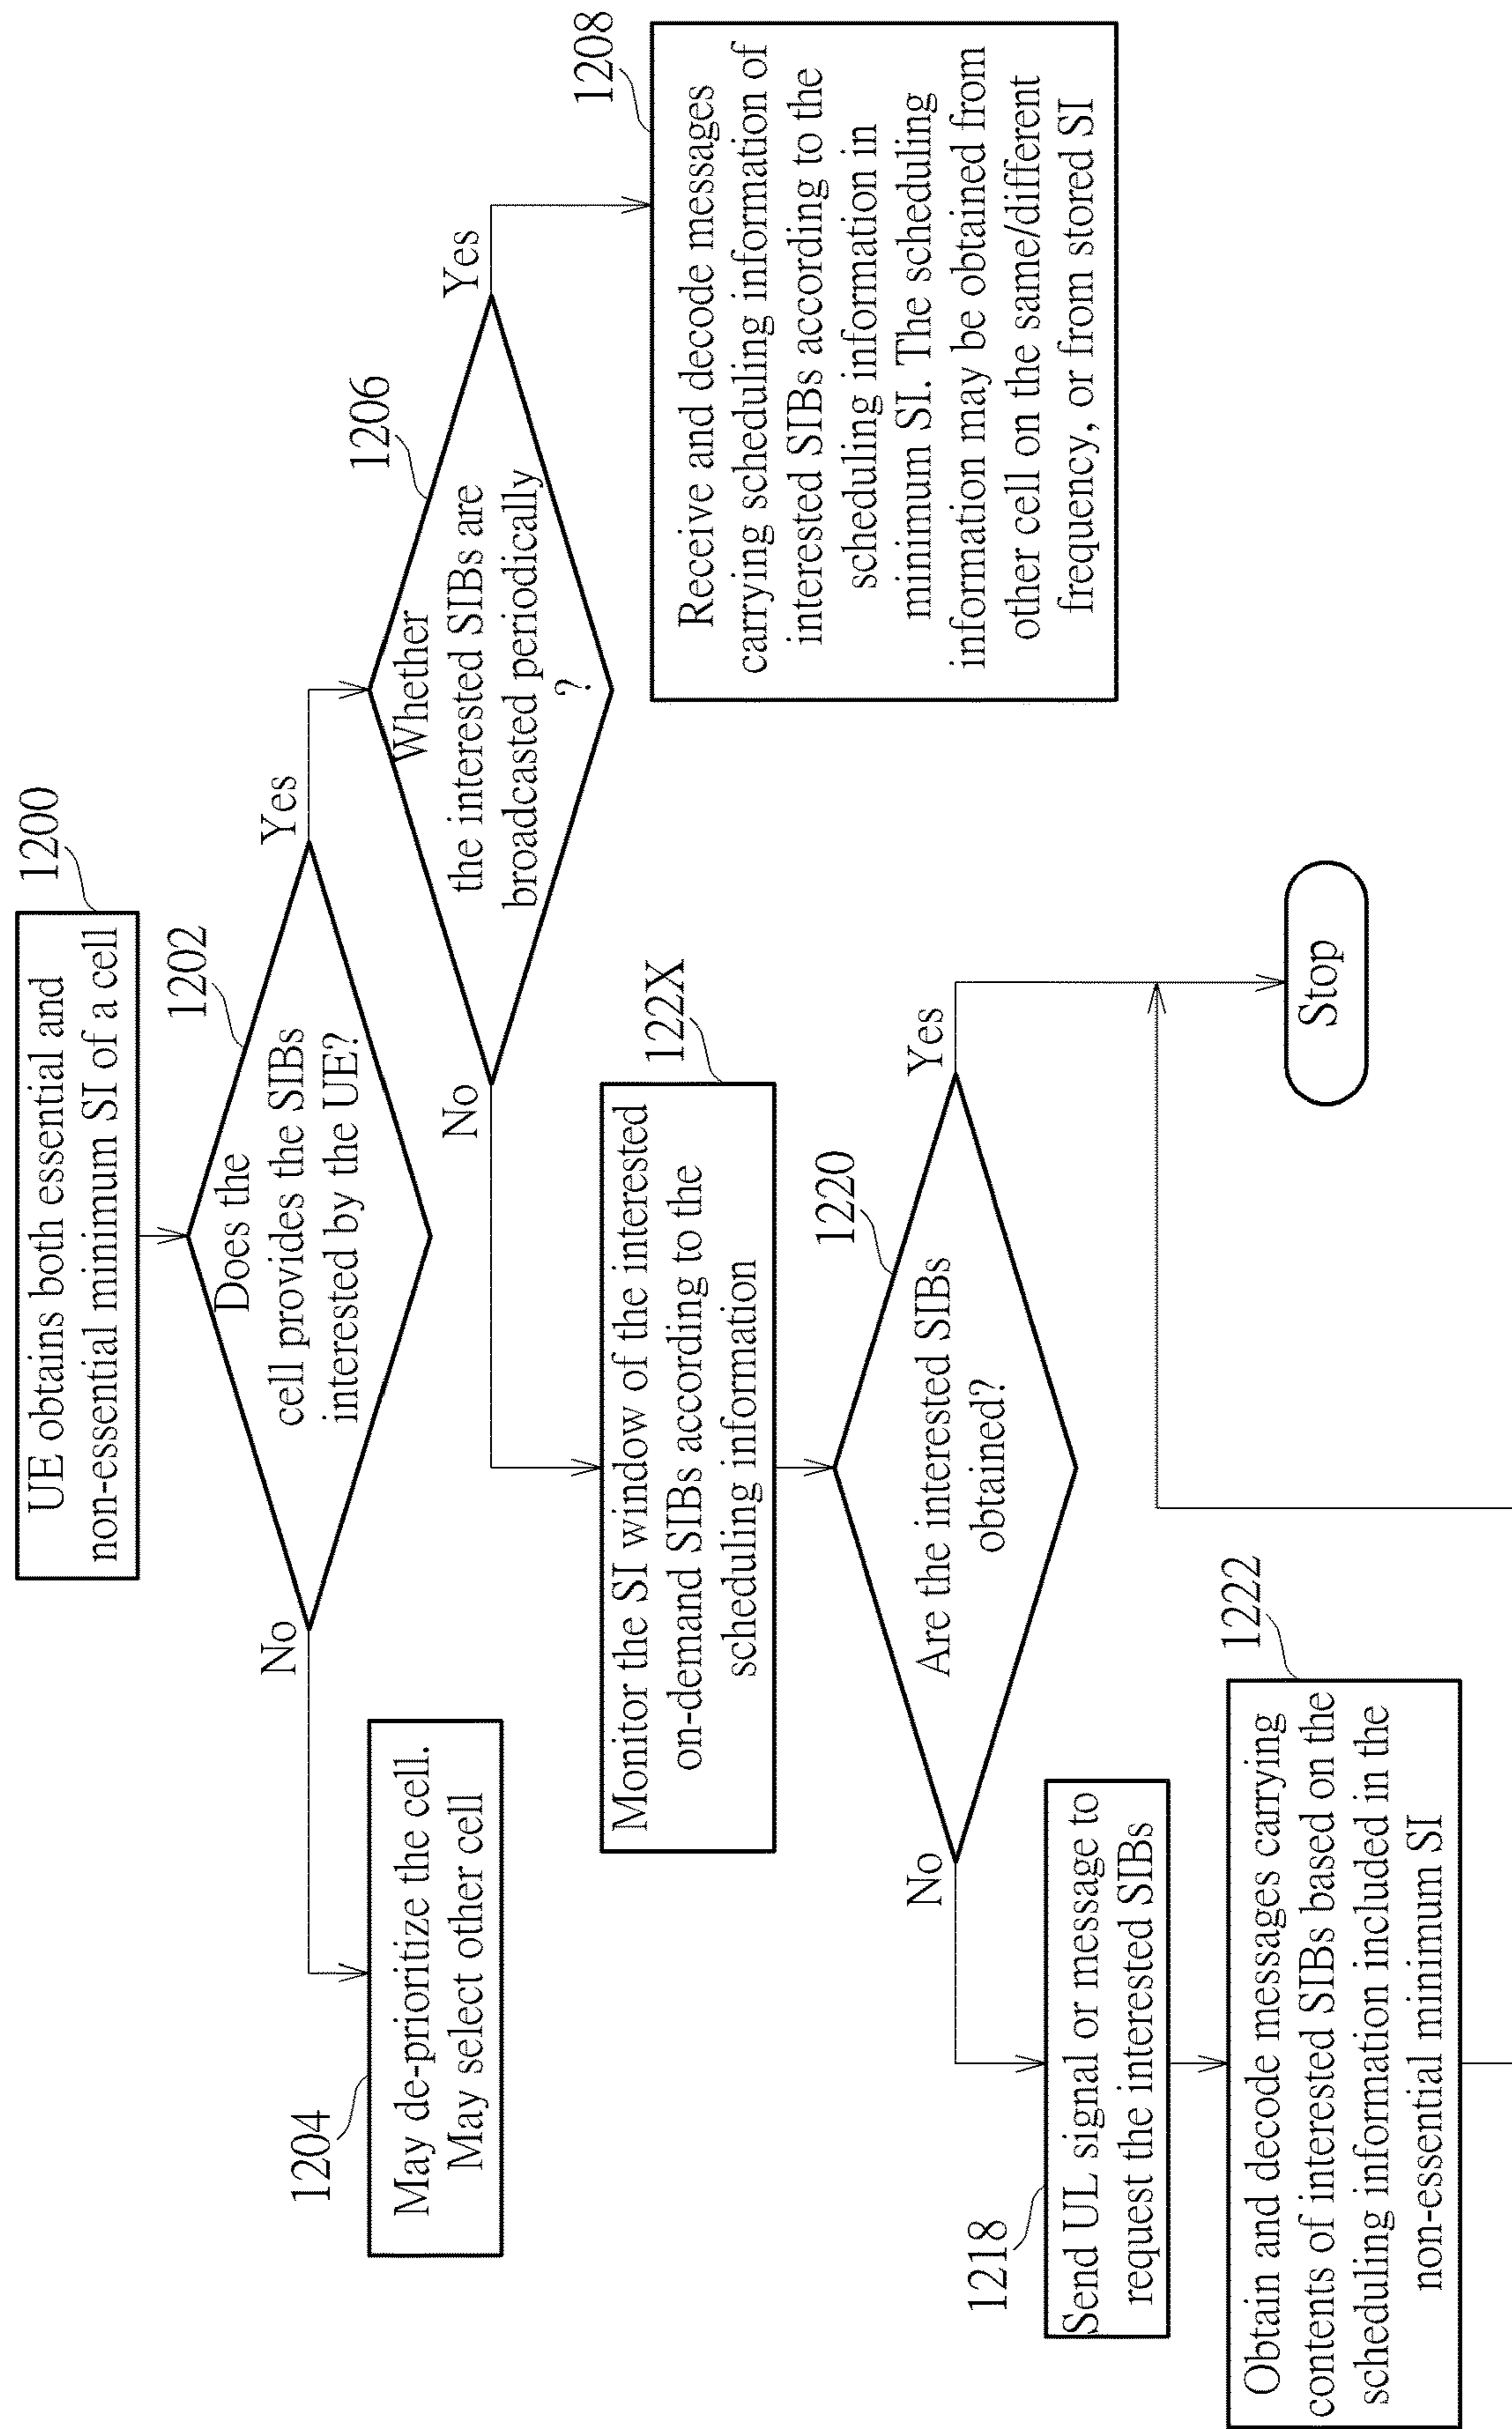 1200
UE obtains both essential and
non-essential minimum SI of a cell
1202
Does the
cell provides the SIBs
interested by the UE?
No
Yes
1204
May de-prioritize the cell.
May select other cell
1206
Whether
the interested SIBs are
broadcasted periodically
?
No
Yes
1208
Receive and decode messages
carrying scheduling information of
interested SIBs according to the
scheduling information in
minimum SI. The scheduling
information may be obtained from
other cell on the same/different
frequency, or from stored SI
122X
Monitor the SI window of the interested
on-demand SIBs according to the
scheduling information
1220
Are the interested SIBs
obtained?
No
Yes
1218
Send UL signal or message to
request the interested SIBs
1222
Obtain and decode messages carrying
contents of interested SIBs based on the
scheduling information included in the
non-essential minimum SI
Stop